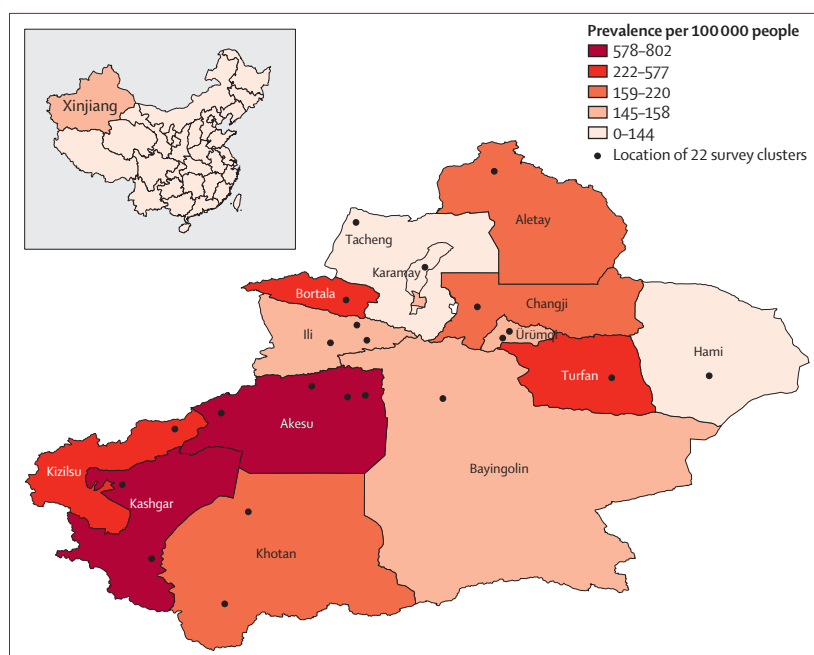 Prevalence per 100 000 people
578–802
222–577
159–220
145–158
0–144
Location of 22 survey clusters
Xinjiang
Aletay
Tacheng
Karamay
Bortala
Changji
Ili
Ürümqi
Hami
Turfan
Akesu
Bayingolin
Kizilsu
Kashgar
Khotan